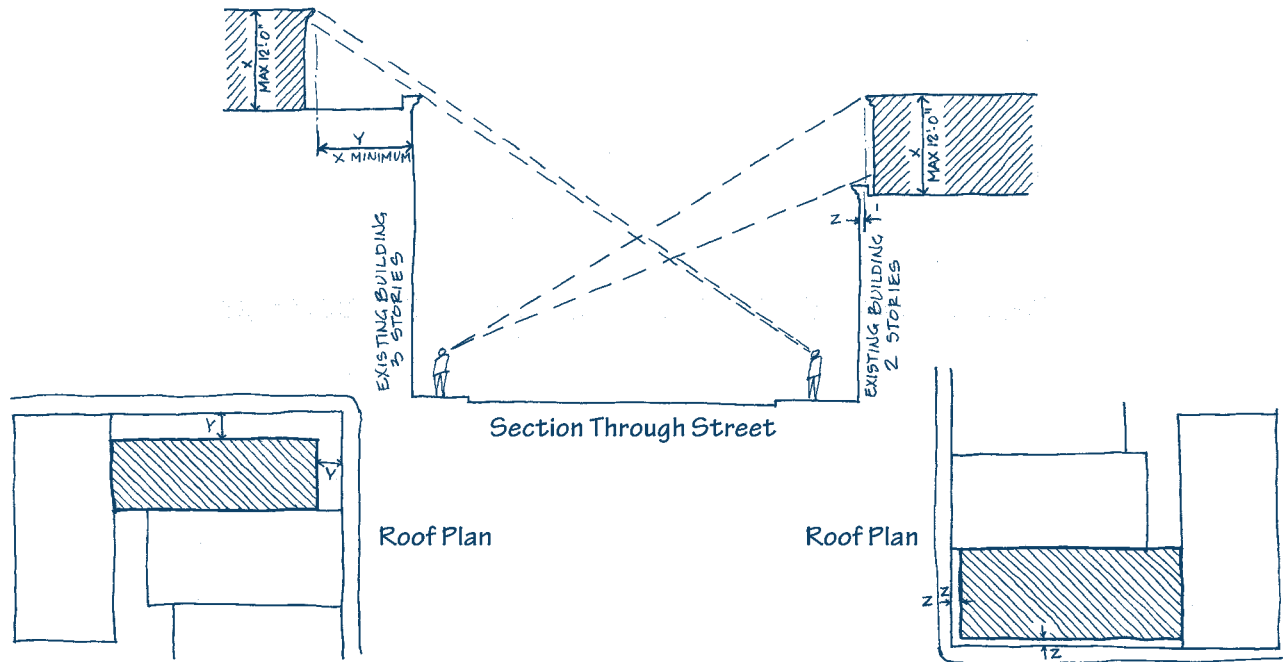 X
MAX 12'-0"
Y
X MINIMUM
X
MAX 12'-0"
Z
EXISTING BUILDING
3 STORIES
EXISTING BUILDING
2 STORIES
Section Through Street
Y
Y
Roof Plan
Roof Plan
Z
Z
Z